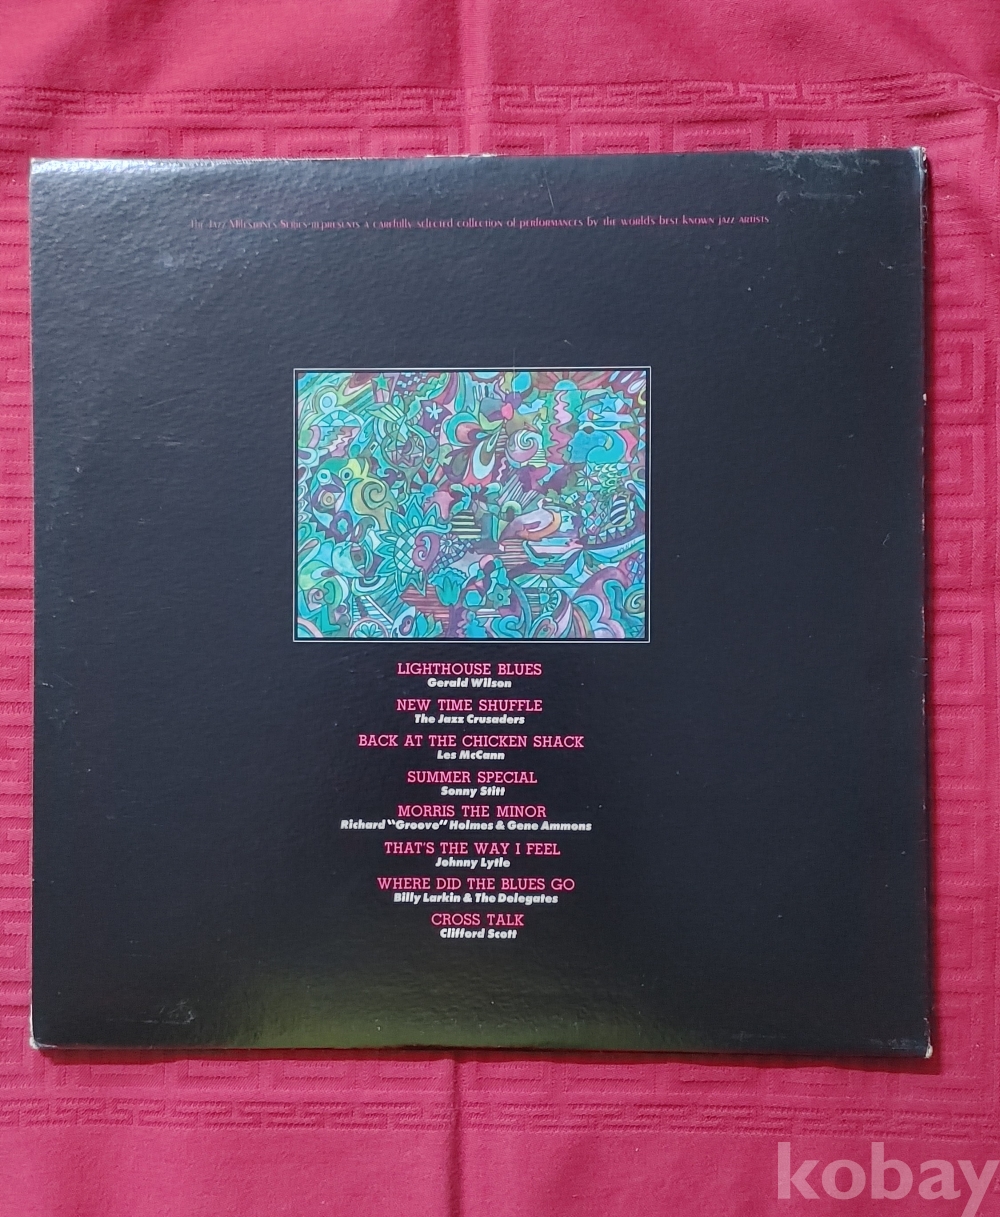 The Jazz Milestones Series represents a carefully selected collection of performances by the world's best known jazz artists
LIGHTHOUSE BLUES
Gerald Wilson
NEW TIME SHUFFLE
The Jazz Crusaders
BACK AT THE CHICKEN SHACK
Les McCann
SUMMER SPECIAL
Sonny Stitt
MORRIS THE MINOR
Richard "Groove" Holmes & Gene Ammons
THAT'S THE WAY I FEEL
Johnny Lytle
WHERE DID THE BLUES GO
Billy Larkin & The Delegates
CROSS TALK
Clifford Scott
kobay